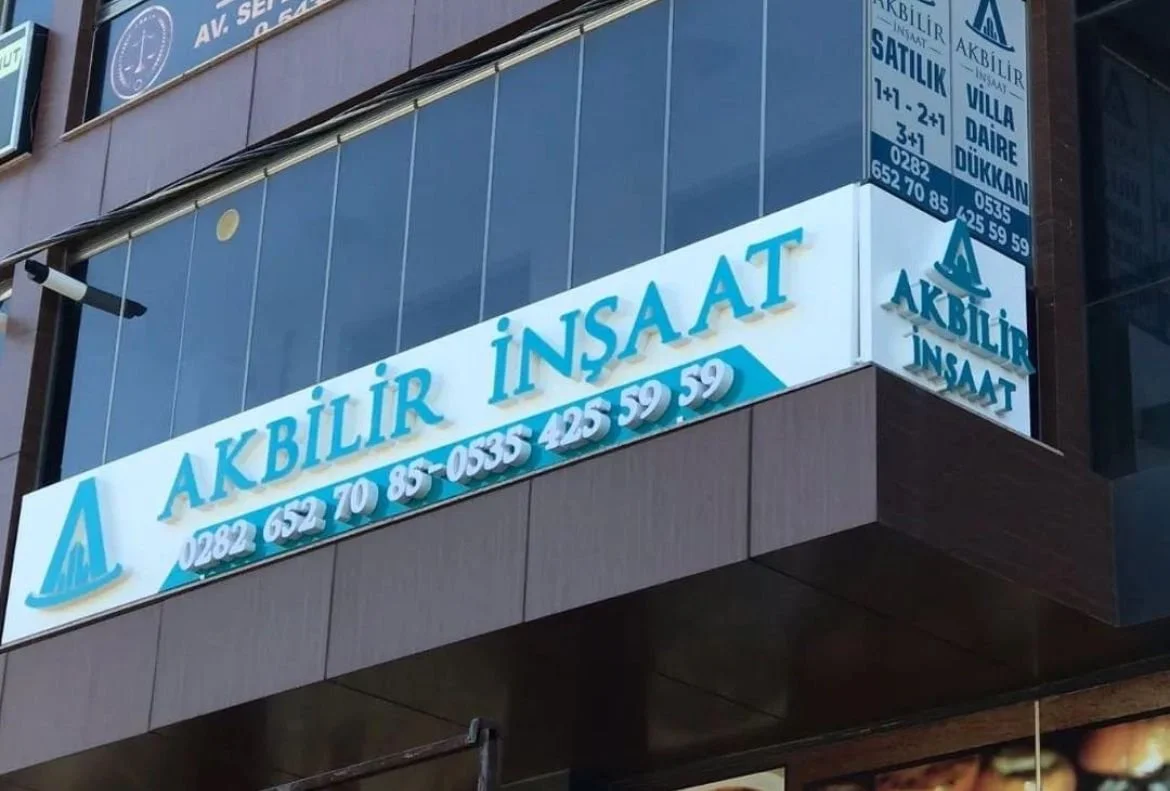 AV.
AKBİLİR
İNŞAAT
SATILIK
1+1 - 2+1
3+1
0282
652 70 85
AKBİLİR
İNŞAAT
VİLLA
DAİRE
DÜKKAN
0535
425 59 59
AKBİLİR İNŞAAT
0282 652 70 85-0535 425 59 59
AKBİLİR
İNŞAAT